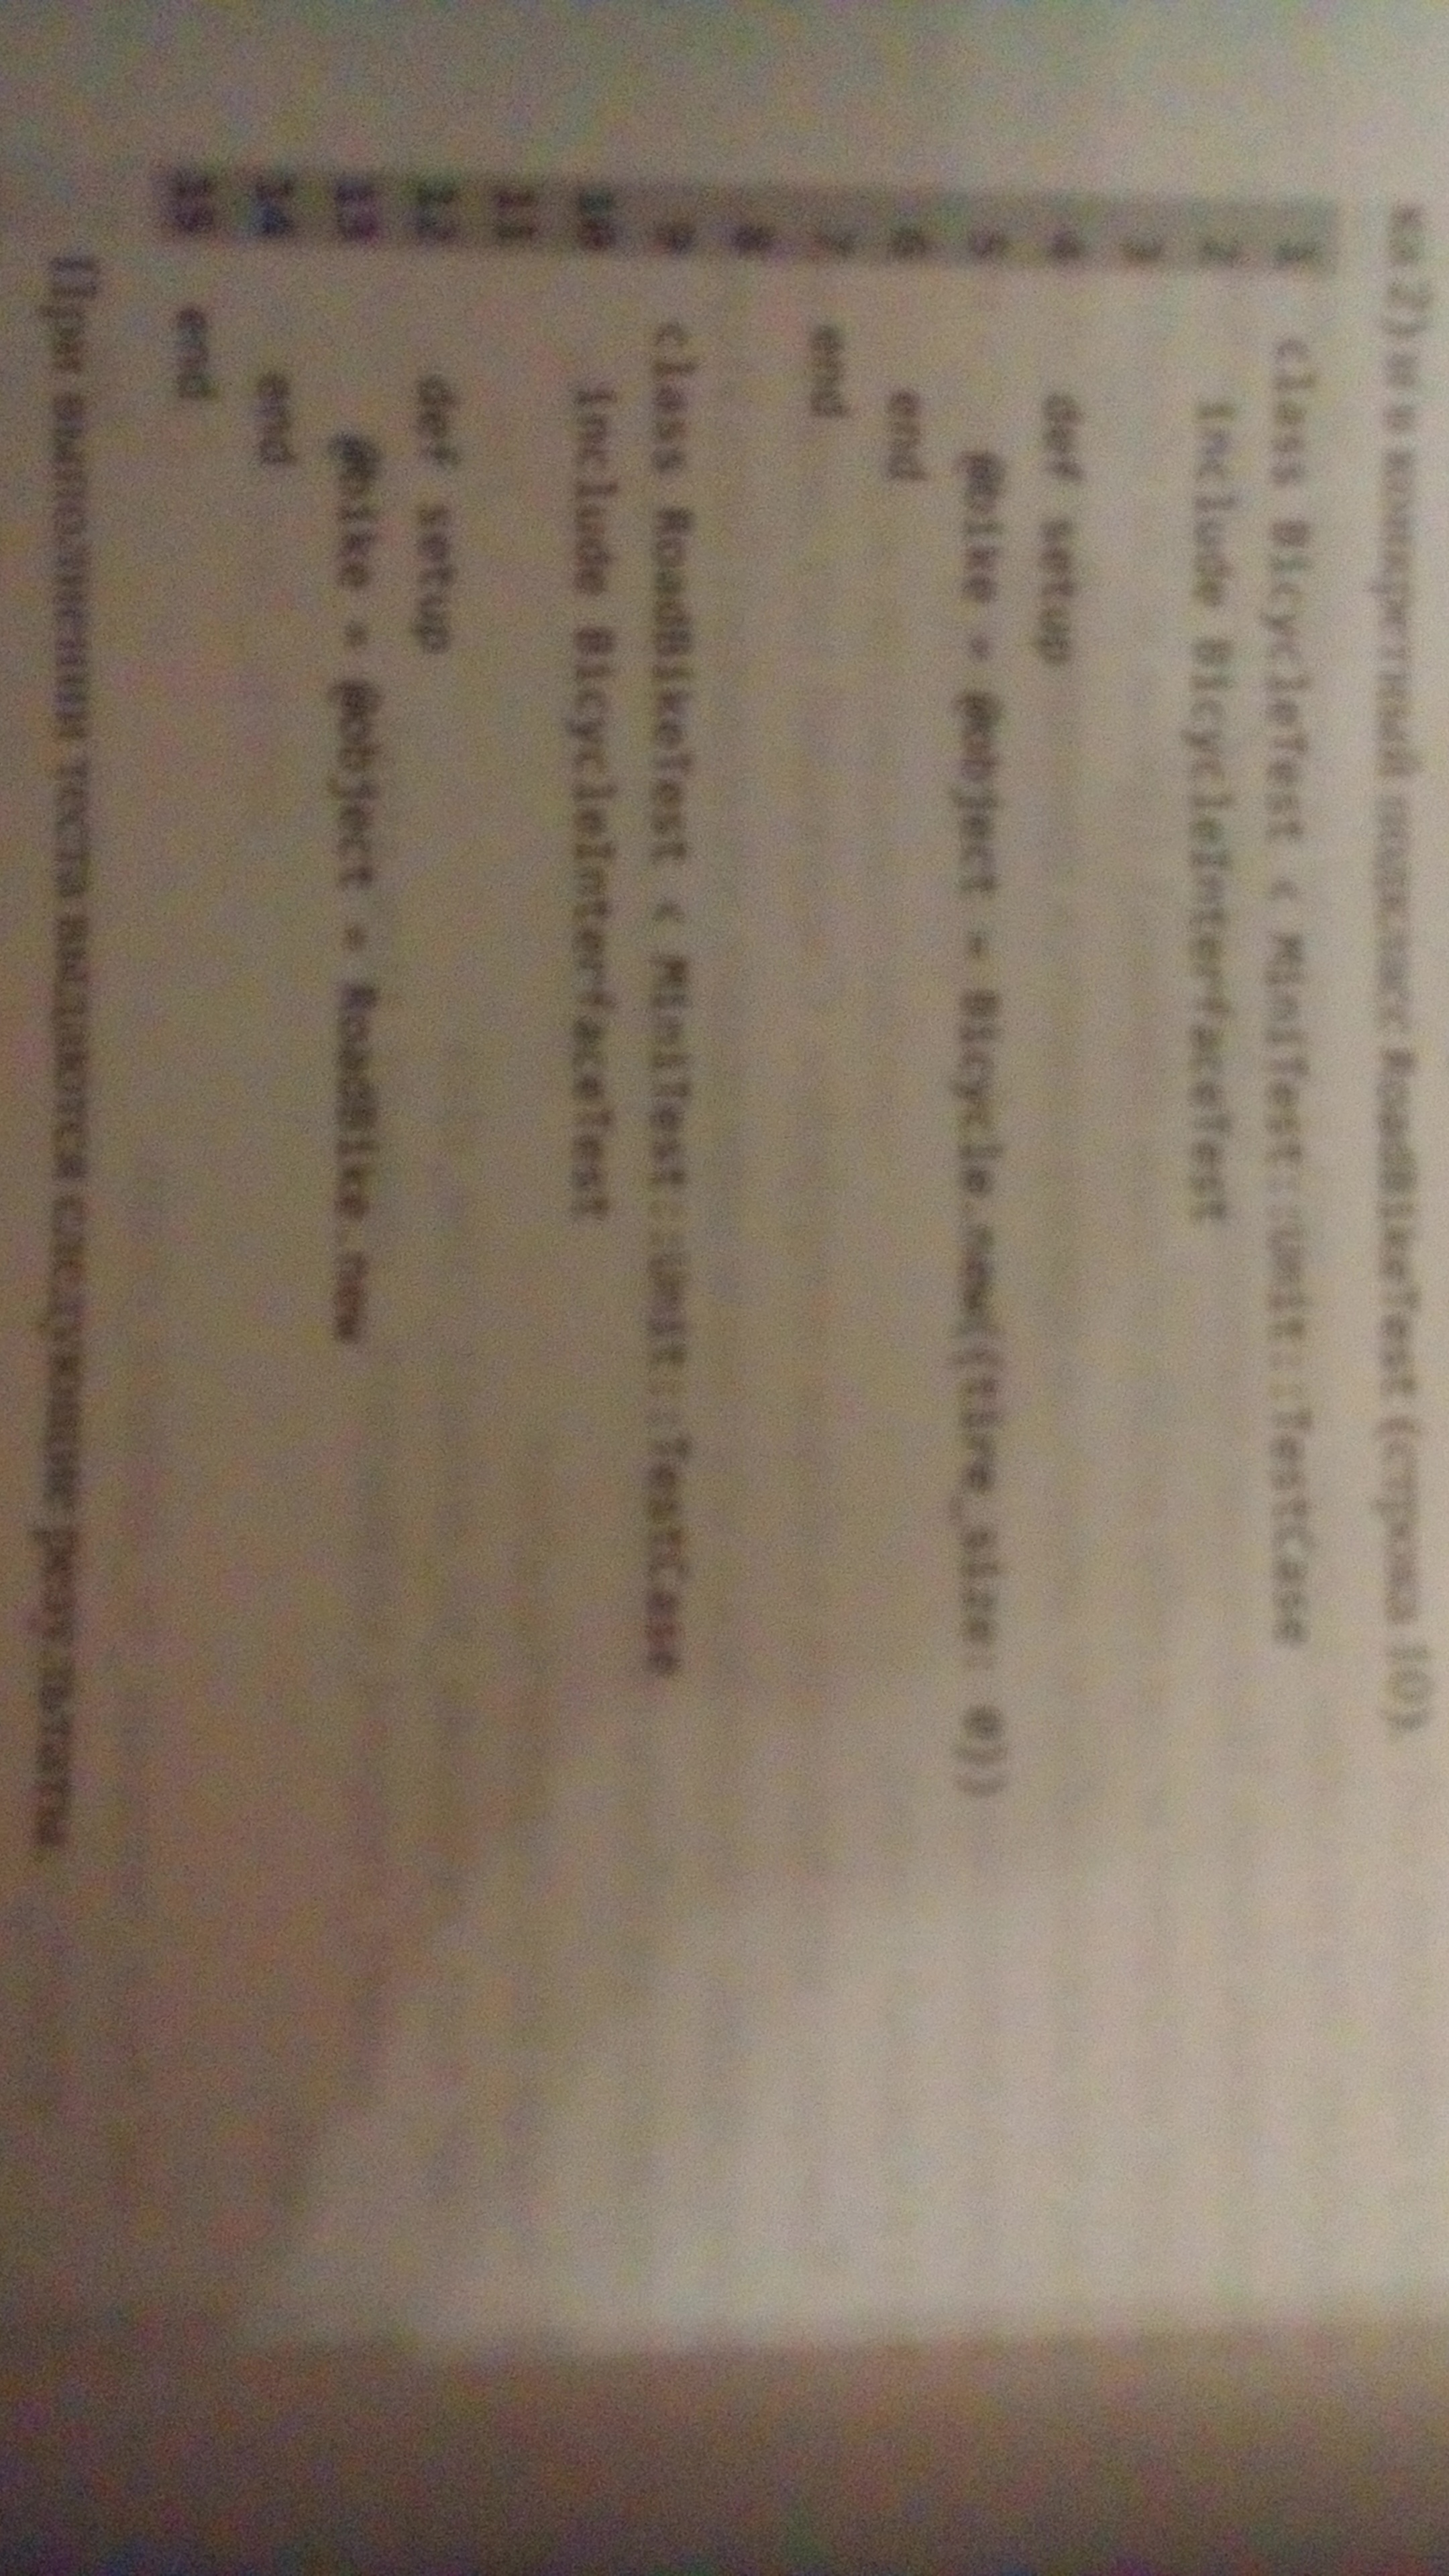 ка 2) и в конкретный подкласс RoadBikeTest (строка 10).
1 class BicycleTest < MiniTest::Unit::TestCase
2   include BicycleInterfaceTest
3
4   def setup
5     @bike = @object = Bicycle.new({tire_size: 0})
6   end
7 end
8
9 class RoadBikeTest < MiniTest::Unit::TestCase
10   include BicycleInterfaceTest
11
12   def setup
13     @bike = @object = RoadBike.new
14   end
15 end
При выполнении теста выдаются следующие результаты.